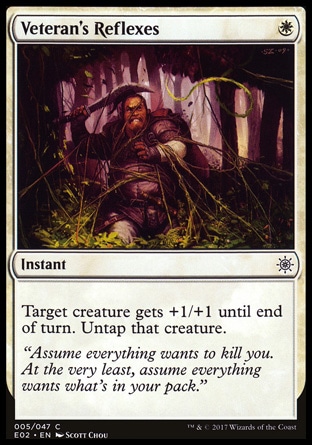 Veteran's Reflexes
Instant
Target creature gets +1/+1 until end
of turn. Untap that creature.
“Assume everything wants to kill you.
At the very least, assume everything
wants what's in your pack.”
005/047 C
E02 • EN Scott Chou
™ & © 2017 Wizards of the Coast